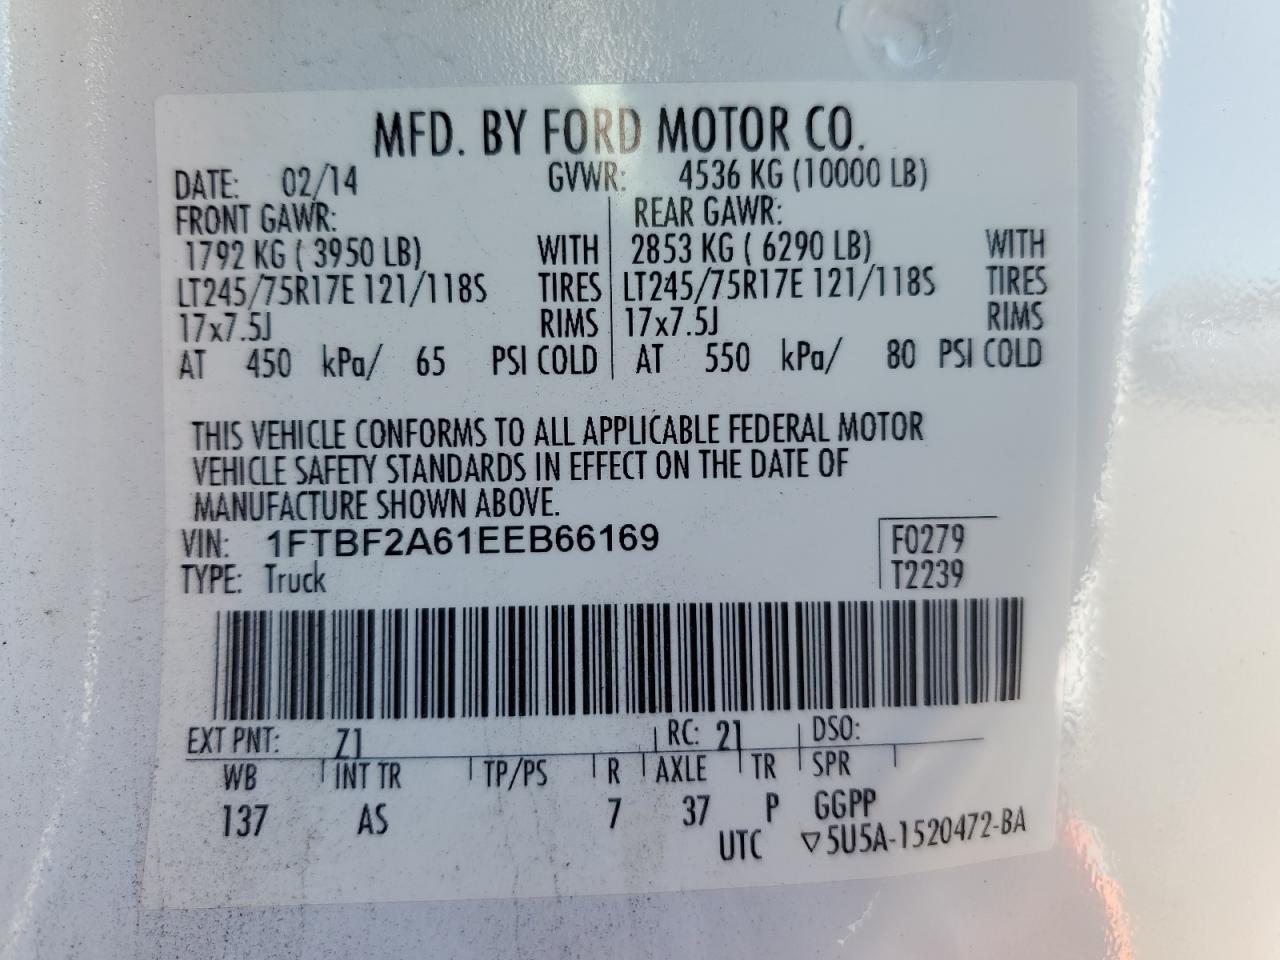 MFD. BY FORD MOTOR CO.
DATE: 02/14 GVWR: 4536 KG (10000 LB)
FRONT GAWR: REAR GAWR:
1792 KG ( 3950 LB) WITH 2853 KG ( 6290 LB) WITH
LT245/75R17E 121/118S TIRES LT245/75R17E 121/118S TIRES
17x7.5J RIMS 17x7.5J RIMS
AT 450 kPa/ 65 PSI COLD AT 550 kPa/ 80 PSI COLD
THIS VEHICLE CONFORMS TO ALL APPLICABLE FEDERAL MOTOR
VEHICLE SAFETY STANDARDS IN EFFECT ON THE DATE OF
MANUFACTURE SHOWN ABOVE.
VIN: 1FTBF2A61EEB66169 F0279
TYPE: Truck T2239
EXT PNT: Z1 RC: 21 DSO:
WB INT TR TP/PS R AXLE TR SPR
137 AS 7 37 P GGPP
UTC ▽5U5A-1520472-BA